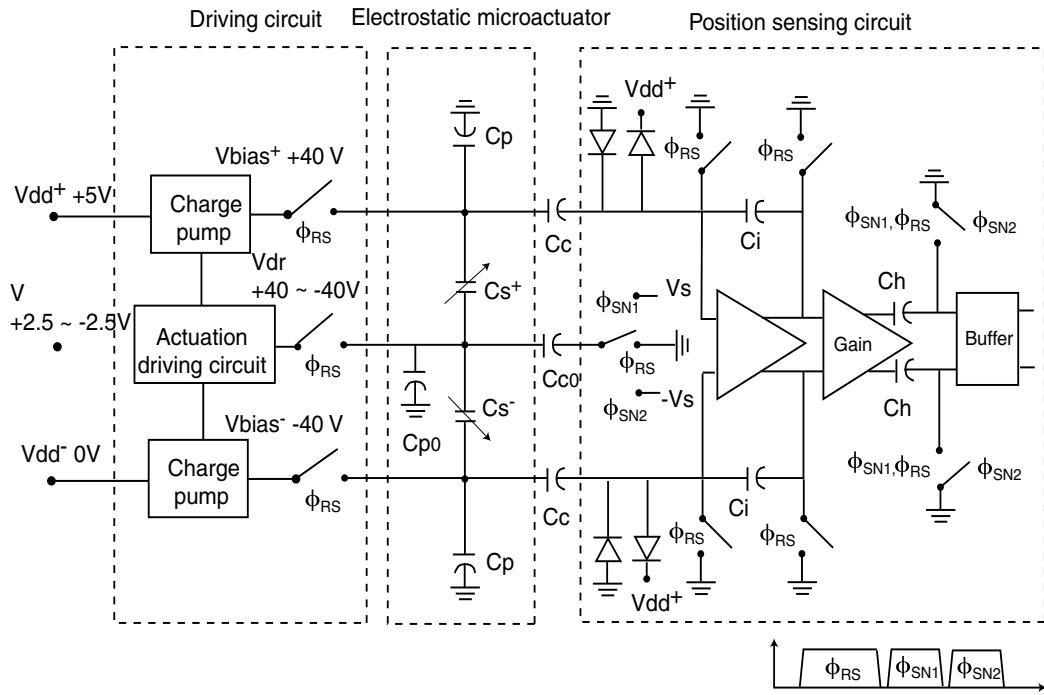 Driving circuit
Electrostatic microactuator
Position sensing circuit
Vdd⁺
Cp
ϕRS
ϕRS
Vbias⁺ +40 V
Vdd⁺ +5V
Charge pump
ϕRS
Cc
Ci
ϕSN1,ϕRS
ϕSN2
Vdr
+40 ~ -40V
V
+2.5 ~ -2.5V
Cs⁺
ϕSN1
Vs
Ch
Actuation driving circuit
ϕRS
Cc0
ϕRS
Gain
Buffer
Cp0
Cs⁻
ϕSN2
-Vs
Ch
Vbias⁻ -40 V
Vdd⁻ 0V
Charge pump
ϕRS
Cc
Ci
ϕSN1,ϕRS
ϕSN2
Cp
ϕRS
ϕRS
Vdd⁺
ϕRS
ϕSN1
ϕSN2